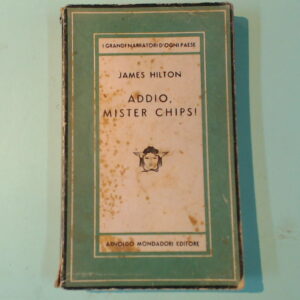 I GRANDI NARRATORI D'OGNI PAESE
JAMES HILTON
ADDIO,
MISTER CHIPS!
ARNOLDO MONDADORI EDITORE